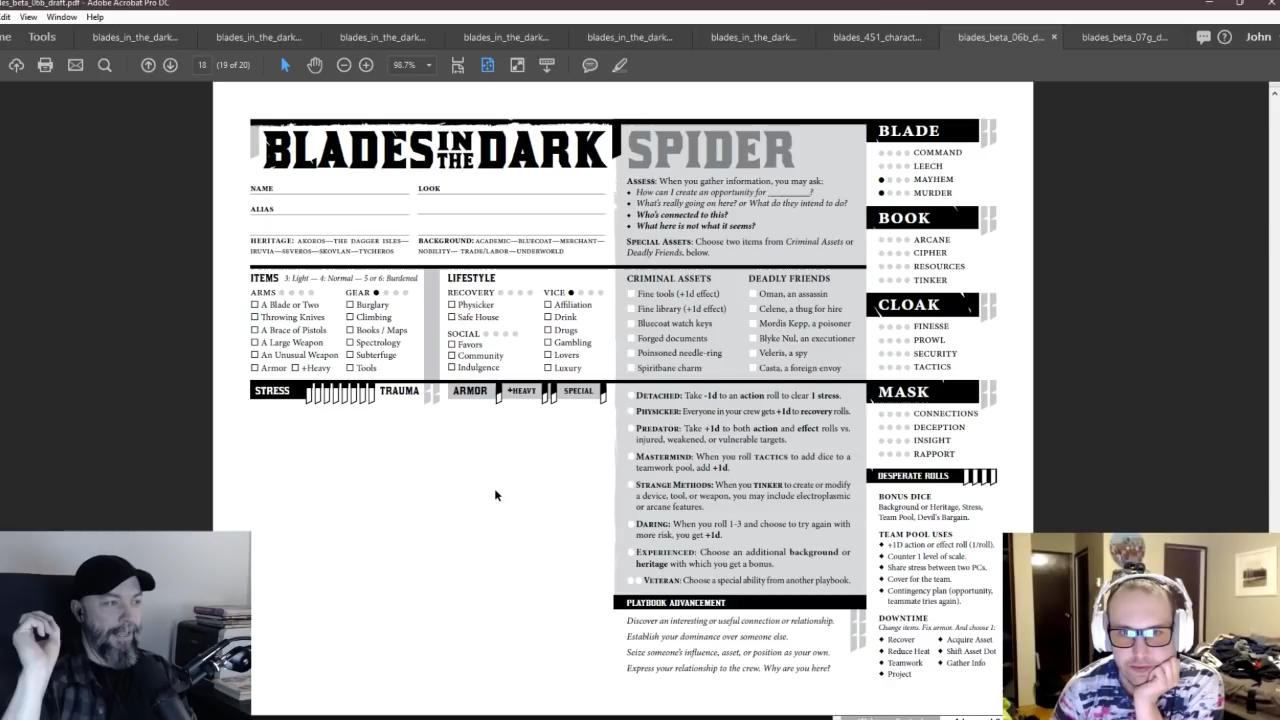 lades_beta_06b_draft.pdf - Adobe Acrobat Pro DC
Edit View Window Help
me Tools blades_in_the_dark... blades_in_the_dark... blades_in_the_dark... blades_in_the_dark... blades_in_the_dark... blades_in_the_dark... blades_451_charact... blades_beta_06b_d... × blades_beta_07g_d... John
18 (19 of 20) 98.7%
BLADES IN THE DARK
SPIDER
NAME
LOOK
ALIAS
HERITAGE: AKOROS—THE DAGGER ISLES—
IRUVIA—SEVEROS—SKOVLAN—TYCHEROS
BACKGROUND: ACADEMIC—BLUECOAT—MERCHANT—
NOBILITY— TRADE/LABOR—UNDERWORLD
ASSESS: When you gather information, you may ask:
How can I create an opportunity for ________?
What's really going on here? or What do they intend to do?
Who's connected to this?
What here is not what it seems?
SPECIAL ASSETS: Choose two items from Criminal Assets or
Deadly Friends, below.
ITEMS 3: Light — 4: Normal — 5 or 6: Burdened
ARMS
A Blade or Two
Throwing Knives
A Brace of Pistols
A Large Weapon
An Unusual Weapon
Armor +Heavy
GEAR
Burglary
Climbing
Books / Maps
Spectrology
Subterfuge
Tools
LIFESTYLE
RECOVERY
Physicker
Safe House
SOCIAL
Favors
Community
Indulgence
VICE
Affiliation
Drink
Drugs
Gambling
Lovers
Luxury
CRIMINAL ASSETS
Fine tools (+1d effect)
Fine library (+1d effect)
Bluecoat watch keys
Forged documents
Poinsoned needle-ring
Spiritbane charm
DEADLY FRIENDS
Oman, an assassin
Celene, a thug for hire
Mordis Kepp, a poisoner
Blyke Nul, an executioner
Veleris, a spy
Casta, a foreign envoy
STRESS TRAUMA ARMOR +HEAVY SPECIAL
DETACHED: Take -1d to an action roll to clear 1 stress.
PHYSICKER: Everyone in your crew gets +1d to recovery rolls.
PREDATOR: Take +1d to both action and effect rolls vs.
injured, weakened, or vulnerable targets.
MASTERMIND: When you roll TACTICS to add dice to a
teamwork pool, add +1d.
STRANGE METHODS: When you TINKER to create or modify
a device, tool, or weapon, you may include electroplasmic
or arcane features.
DARING: When you roll 1-3 and choose to try again with
more risk, you get +1d.
EXPERIENCED: Choose an additional background or
heritage with which you get a bonus.
VETERAN: Choose a special ability from another playbook.
PLAYBOOK ADVANCEMENT
Discover an interesting or useful connection or relationship.
Establish your dominance over someone else.
Seize someone's influence, asset, or position as your own.
Express your relationship to the crew. Why are you here?
BLADE
COMMAND
LEECH
MAYHEM
MURDER
BOOK
ARCANE
CIPHER
RESOURCES
TINKER
CLOAK
FINESSE
PROWL
SECURITY
TACTICS
MASK
CONNECTIONS
DECEPTION
INSIGHT
RAPPORT
DESPERATE ROLLS
BONUS DICE
Background or Heritage, Stress,
Team Pool, Devil's Bargain.
TEAM POOL USES
+1D action or effect roll (1/roll).
Counter 1 level of scale.
Share stress between two PCs.
Cover for the team.
Contingency plan (opportunity,
teammate tries again).
DOWNTIME
Change items. Fix armor. And choose 1:
Recover Acquire Asset
Reduce Heat Shift Asset Dot
Teamwork Gather Info
Project